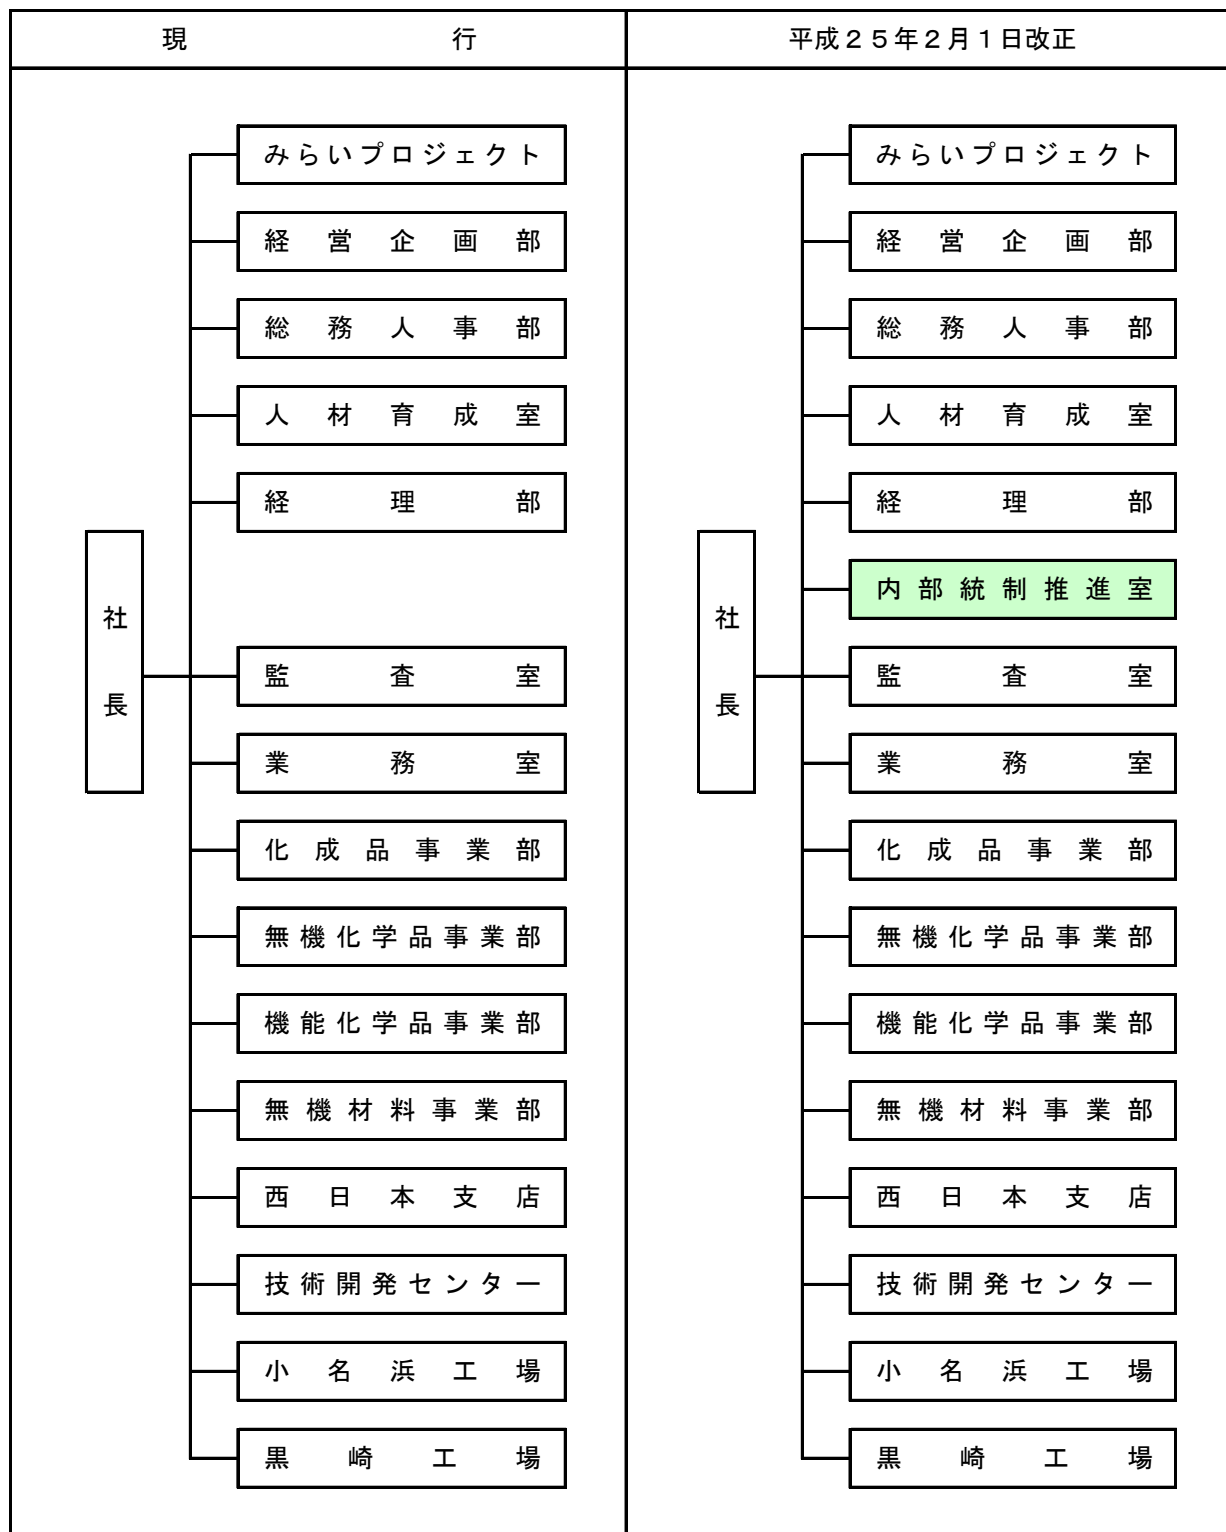 現行
みらいプロジェクト
経営企画部
総務人事部
人材育成室
経理部
社長
監査室
業務室
化成品事業部
無機化学品事業部
機能化学品事業部
無機材料事業部
西日本支店
技術開発センター
小名浜工場
黒崎工場
平成２５年２月１日改正
みらいプロジェクト
経営企画部
総務人事部
人材育成室
経理部
内部統制推進室
社長
監査室
業務室
化成品事業部
無機化学品事業部
機能化学品事業部
無機材料事業部
西日本支店
技術開発センター
小名浜工場
黒崎工場